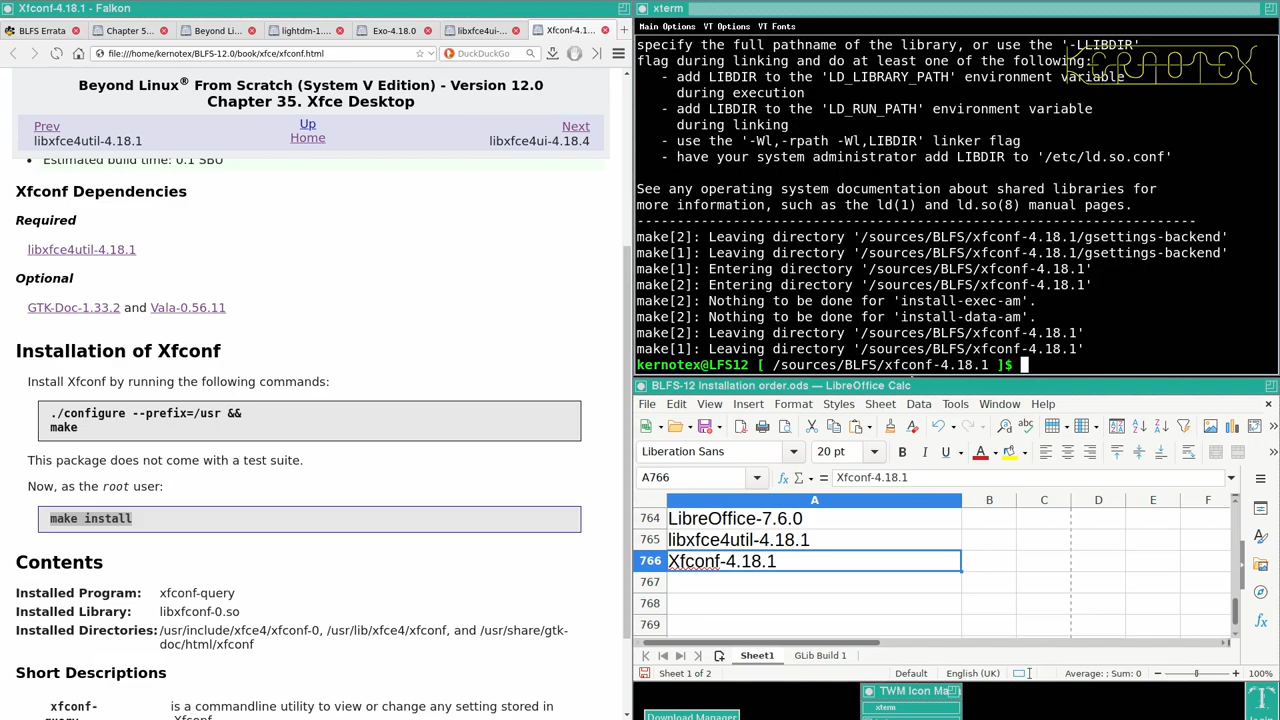 Xfconf-4.18.1 - Falkon
BLFS Errata
Chapter 5...
lightdm-1...
Exo-4.18.0
libxfce4ui-...
Xfconf-4.1...
file:///home/kernotex/BLFS-12.0/book/xfce/xfconf.html
DuckDuckGo
Beyond Linux® From Scratch (System V Edition) - Version 12.0
Chapter 35. Xfce Desktop
Prev Up Next
libxfce4util-4.18.1 Home libxfce4ui-4.18.4
Estimated build time: 0.1 SBU
Xfconf Dependencies
Required
libxfce4util-4.18.1
Optional
GTK-Doc-1.33.2 and Vala-0.56.11
Installation of Xfconf
Install Xfconf by running the following commands:
./configure --prefix=/usr &&
make
This package does not come with a test suite.
Now, as the root user:
make install
Contents
Installed Program: xfconf-query
Installed Library: libxfconf-0.so
Installed Directories: /usr/include/xfce4/xfconf-0, /usr/lib/xfce4/xfconf, and /usr/share/gtk-
doc/html/xfconf
Short Descriptions
xfconf- is a commandline utility to view or change any setting stored in
Xfconf
xterm
Main Options VT Options VT Fonts
KERNOTEX
specify the full pathname of the library, or use the '-LLIBDIR'
flag during linking and do at least one of the following:
- add LIBDIR to the 'LD_LIBRARY_PATH' environment variable
during execution
- add LIBDIR to the 'LD_RUN_PATH' environment variable
during linking
- use the '-Wl,-rpath -Wl,LIBDIR' linker flag
- have your system administrator add LIBDIR to '/etc/ld.so.conf'
See any operating system documentation about shared libraries for
more information, such as the ld(1) and ld.so(8) manual pages.
----------------------------------------------------------------------
make[2]: Leaving directory '/sources/BLFS/xfconf-4.18.1/gsettings-backend'
make[1]: Leaving directory '/sources/BLFS/xfconf-4.18.1/gsettings-backend'
make[1]: Entering directory '/sources/BLFS/xfconf-4.18.1'
make[2]: Entering directory '/sources/BLFS/xfconf-4.18.1'
make[2]: Nothing to be done for 'install-exec-am'.
make[2]: Nothing to be done for 'install-data-am'.
make[2]: Leaving directory '/sources/BLFS/xfconf-4.18.1'
make[1]: Leaving directory '/sources/BLFS/xfconf-4.18.1'
kernotex@LFS12 [ /sources/BLFS/xfconf-4.18.1 ]$
BLFS-12 Installation order.ods — LibreOffice Calc
File Edit View Insert Format Styles Sheet Data Tools Window Help
Liberation Sans 20 pt
A766 Xfconf-4.18.1
A B C D E F
764 LibreOffice-7.6.0
765 libxfce4util-4.18.1
766 Xfconf-4.18.1
767
768
769
Sheet1 GLib Build 1
Sheet 1 of 2 Default English (UK) Average: ; Sum: 0 100%
TWM Icon Ma
xterm
Download Manager